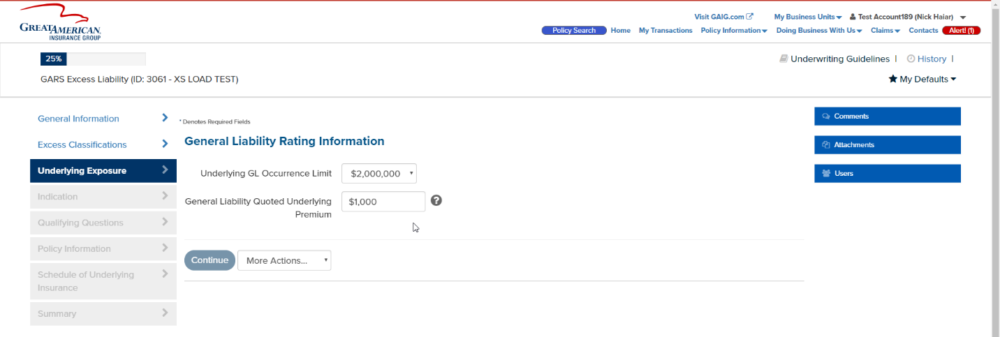 Visit GAIG.com My Business Units Test Account189 (Nick Haiar)
GREATAMERICAN.
INSURANCE GROUP
Policy Search Home My Transactions Policy Information Doing Business With Us Claims Contacts Alert! (1)
25%
Underwriting Guidelines | History |
GARS Excess Liability (ID: 3061 - XS LOAD TEST)
My Defaults
General Information
* Denotes Required Fields
Comments
Excess Classifications
General Liability Rating Information
Attachments
Underlying Exposure
Underlying GL Occurrence Limit $2,000,000
Users
Indication
General Liability Quoted Underlying
Premium
$1,000 ?
Qualifying Questions
Policy Information
Continue More Actions...
Schedule of Underlying
Insurance
Summary